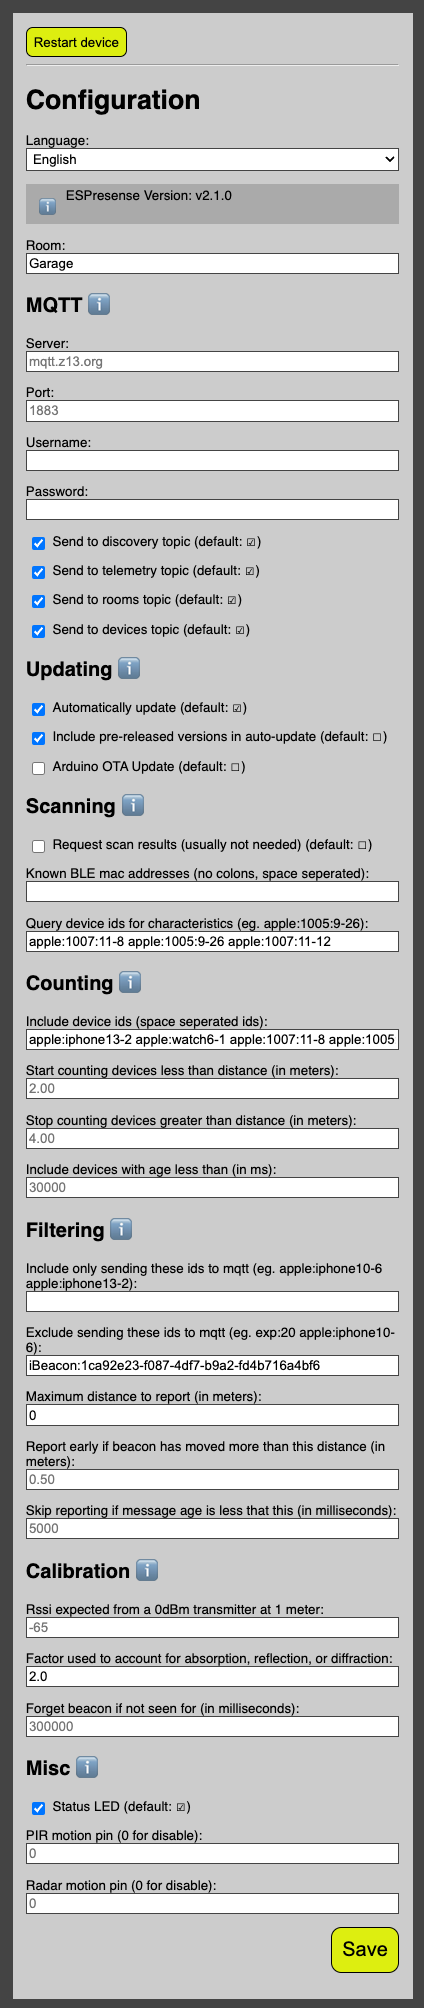 Restart device
Configuration
Language:
English
ESPresense Version: v2.1.0
Room:
Garage
MQTT
Server:
mqtt.z13.org
Port:
1883
Username:
Password:
Send to discovery topic (default: ☑)
Send to telemetry topic (default: ☑)
Send to rooms topic (default: ☑)
Send to devices topic (default: ☑)
Updating
Automatically update (default: ☑)
Include pre-released versions in auto-update (default: ☐)
Arduino OTA Update (default: ☐)
Scanning
Request scan results (usually not needed) (default: ☐)
Known BLE mac addresses (no colons, space seperated):
Query device ids for characteristics (eg. apple:1005:9-26):
apple:1007:11-8 apple:1005:9-26 apple:1007:11-12
Counting
Include device ids (space seperated ids):
apple:iphone13-2 apple:watch6-1 apple:1007:11-8 apple:1005
Start counting devices less than distance (in meters):
2.00
Stop counting devices greater than distance (in meters):
4.00
Include devices with age less than (in ms):
30000
Filtering
Include only sending these ids to mqtt (eg. apple:iphone10-6
apple:iphone13-2):
Exclude sending these ids to mqtt (eg. exp:20 apple:iphone10-
6):
iBeacon:1ca92e23-f087-4df7-b9a2-fd4b716a4bf6
Maximum distance to report (in meters):
0
Report early if beacon has moved more than this distance (in
meters):
0.50
Skip reporting if message age is less that this (in milliseconds):
5000
Calibration
Rssi expected from a 0dBm transmitter at 1 meter:
-65
Factor used to account for absorption, reflection, or diffraction:
2.0
Forget beacon if not seen for (in milliseconds):
300000
Misc
Status LED (default: ☑)
PIR motion pin (0 for disable):
0
Radar motion pin (0 for disable):
0
Save